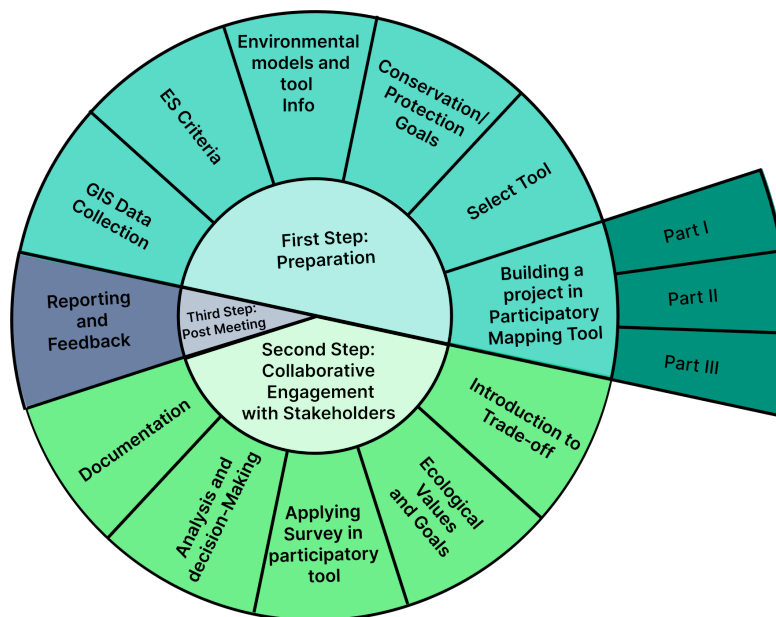 Environmental
models and
tool
Info
Conservation/
Protection
Goals
ES Criteria
Select Tool
GIS Data
Collection
First Step:
Preparation
Part I
Building a
project in
Participatory
Mapping Tool
Part II
Part III
Reporting
and
Feedback
Third Step:
Post Meeting
Second Step:
Collaborative
Engagement
with Stakeholders
Introduction to
Trade-off
Ecological
Values
and Goals
Applying
Survey in
participatory
tool
Analysis and
decision-Making
Documentation